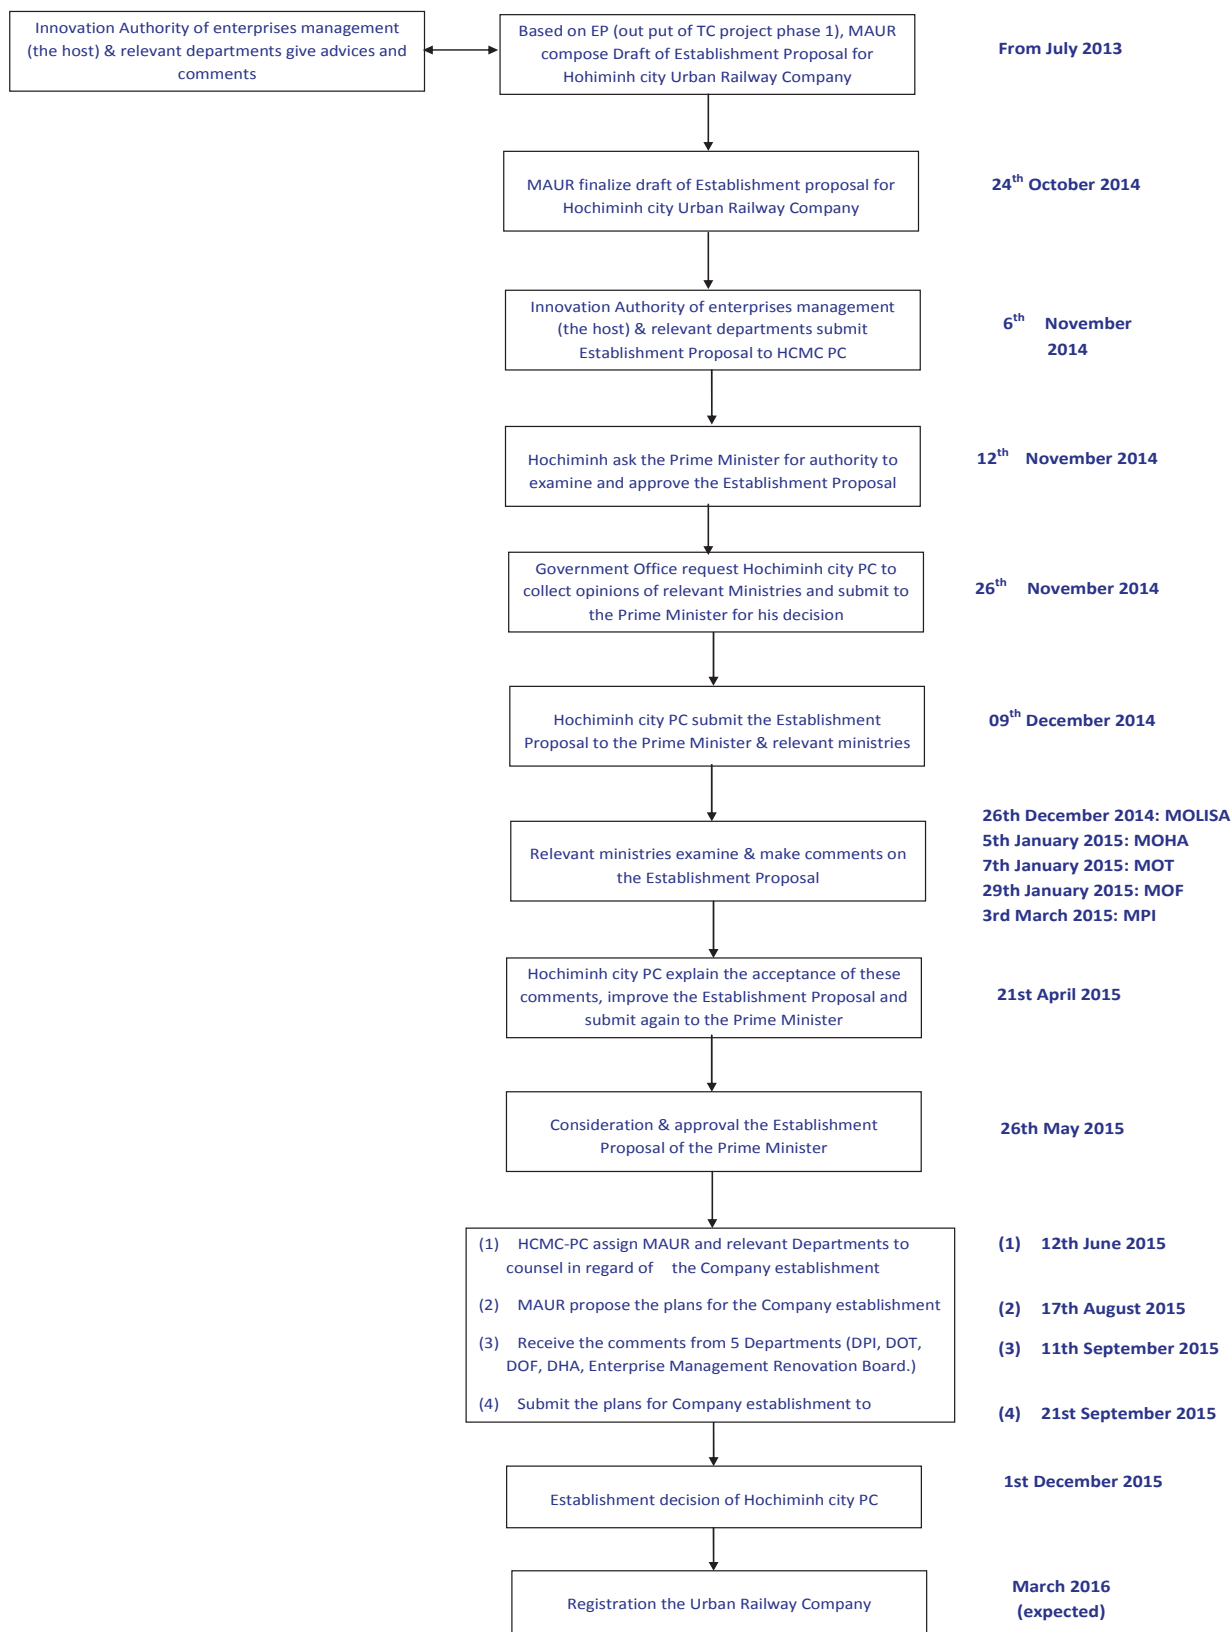 Innovation Authority of enterprises management
(the host) & relevant departments give advices and
comments
Based on EP (out put of TC project phase 1), MAUR
compose Draft of Establishment Proposal for
Hohiminh city Urban Railway Company
From July 2013
MAUR finalize draft of Establishment proposal for
Hochiminh city Urban Railway Company
24th October 2014
Innovation Authority of enterprises management
(the host) & relevant departments submit
Establishment Proposal to HCMC PC
6th November
2014
Hochiminh ask the Prime Minister for authority to
examine and approve the Establishment Proposal
12th November 2014
Government Office request Hochiminh city PC to
collect opinions of relevant Ministries and submit to
the Prime Minister for his decision
26th November 2014
Hochiminh city PC submit the Establishment
Proposal to the Prime Minister & relevant ministries
09th December 2014
Relevant ministries examine & make comments on
the Establishment Proposal
26th December 2014: MOLISA
5th January 2015: MOHA
7th January 2015: MOT
29th January 2015: MOF
3rd March 2015: MPI
Hochiminh city PC explain the acceptance of these
comments, improve the Establishment Proposal and
submit again to the Prime Minister
21st April 2015
Consideration & approval the Establishment
Proposal of the Prime Minister
26th May 2015
(1) HCMC-PC assign MAUR and relevant Departments to
counsel in regard of the Company establishment
(2) MAUR propose the plans for the Company establishment
(3) Receive the comments from 5 Departments (DPI, DOT,
DOF, DHA, Enterprise Management Renovation Board.)
(4) Submit the plans for Company establishment to
(1) 12th June 2015
(2) 17th August 2015
(3) 11th September 2015
(4) 21st September 2015
Establishment decision of Hochiminh city PC
1st December 2015
Registration the Urban Railway Company
March 2016
(expected)